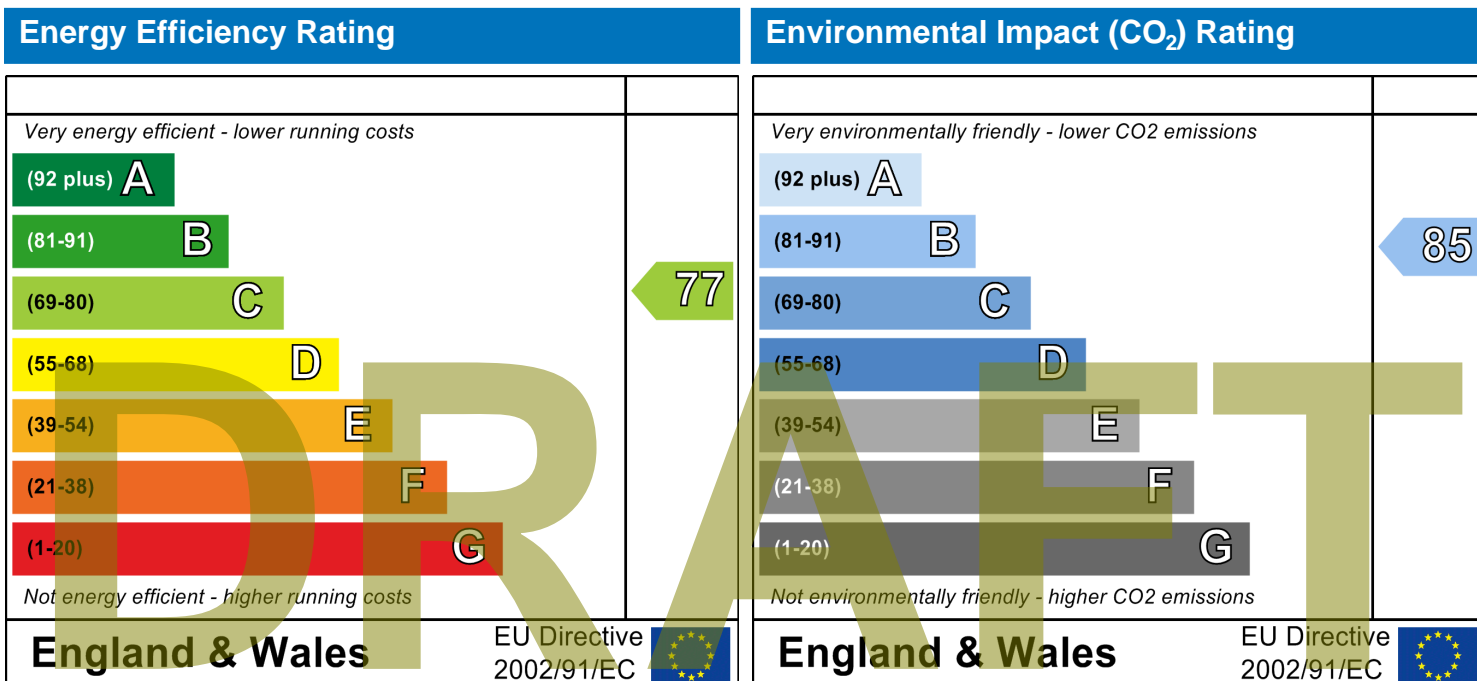 Energy Efficiency Rating
Very energy efficient - lower running costs
(92 plus) A
(81-91) B
(69-80) C
77
(55-68) D
(39-54) E
(21-38) F
(1-20) G
Not energy efficient - higher running costs
England & Wales
EU Directive
2002/91/EC
Environmental Impact (CO₂) Rating
Very environmentally friendly - lower CO2 emissions
(92 plus) A
(81-91) B
85
(69-80) C
(55-68) D
(39-54) E
(21-38) F
(1-20) G
Not environmentally friendly - higher CO2 emissions
England & Wales
EU Directive
2002/91/EC
DRAFT